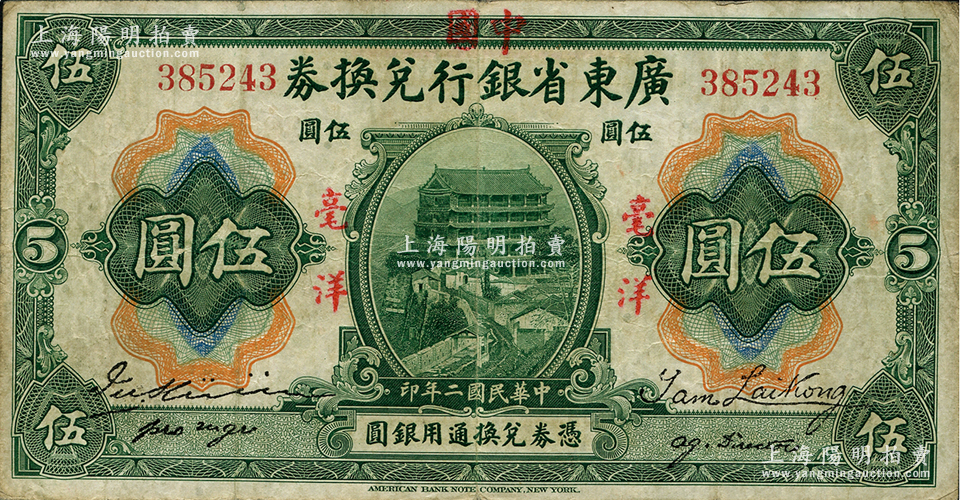 中國
伍 伍
385243 廣東省銀行兌換券 385243
伍圓 伍圓
毫洋 毫洋
伍圓 伍圓
5 5
中華民國二年印
憑券兌換通用銀圓
伍 伍
Tam Lai Kong
Ag. Director
AMERICAN BANK NOTE COMPANY, NEW YORK.
上海陽明拍賣
www.yangmingauction.com
上海陽明拍賣
www.yangmingauction.com
上海陽明拍賣
www.yangmingauction.com